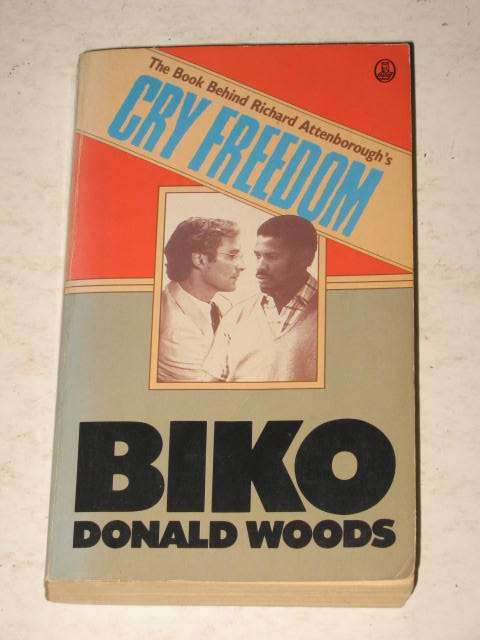 The Book Behind Richard Attenborough's
CRY FREEDOM
BIKO
DONALD WOODS